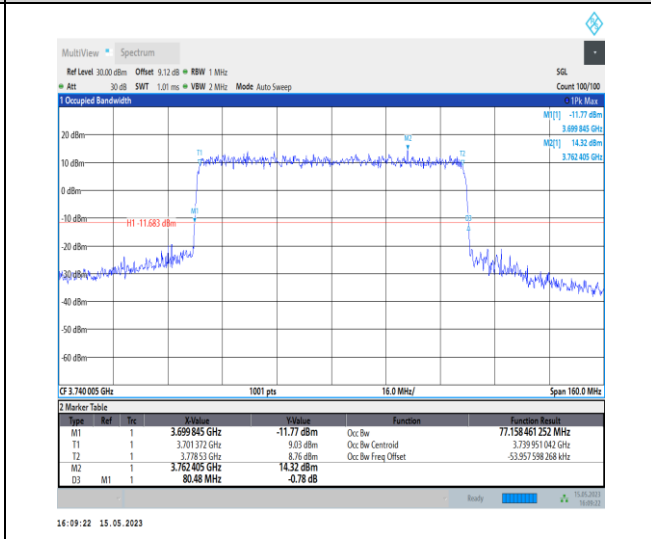 MultiView Spectrum
Ref Level 30.00 dBm Offset 9.12 dB RBW 1 MHz SGL
Att 30 dB SWT 1.01 ms VBW 2 MHz Mode Auto Sweep Count 100/100
1 Occupied Bandwidth 1Pk Max
M1[1] -11.77 dBm
3.699 845 GHz
M2[1] 14.32 dBm
3.762 405 GHz
20 dBm
M2
T1
T2
10 dBm
0 dBm
M1
-10 dBm
D3
H1 -11.683 dBm
-20 dBm
-30 dBm
-40 dBm
-50 dBm
-60 dBm
CF 3.740 005 GHz 1001 pts 16.0 MHz/ Span 160.0 MHz
2 Marker Table
Type Ref Trc X-Value Y-Value Function Function Result
M1 1 3.699 845 GHz -11.77 dBm Occ Bw 77.158 461 252 MHz
T1 1 3.701 372 GHz 9.03 dBm Occ Bw Centroid 3.739 951 042 GHz
T2 1 3.778 53 GHz 8.76 dBm Occ Bw Freq Offset -53.957 598 268 kHz
M2 1 3.762 405 GHz 14.32 dBm
D3 M1 1 80.48 MHz -0.78 dB
Ready 15.05.2023
16:09:22
16:09:22 15.05.2023